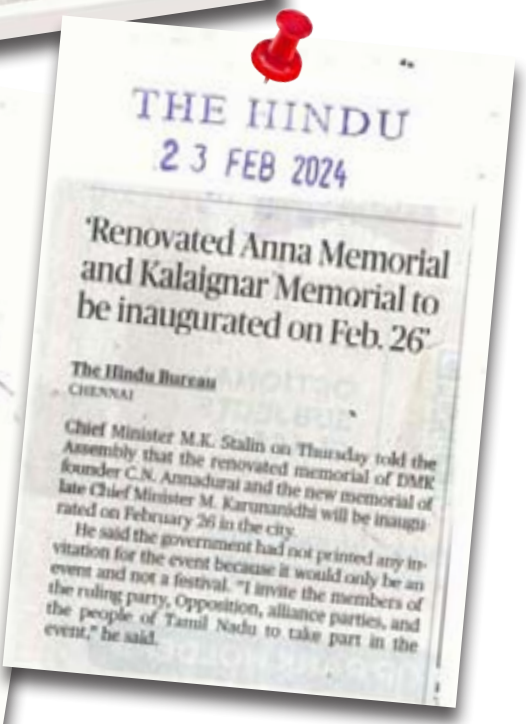 THE HINDU
23 FEB 2024
‘Renovated Anna Memorial
and Kalaignar Memorial to
be inaugurated on Feb. 26’
The Hindu Bureau
CHENNAI
Chief Minister M.K. Stalin on Thursday told the
Assembly that the renovated memorial of DMK
founder C.N. Annadurai and the new memorial of
late Chief Minister M. Karunanidhi will be inaugu-
rated on February 26 in the city.
He said the government had not printed any in-
vitation for the event because it would only be an
event and not a festival. “I invite the members of
the ruling party, Opposition, alliance parties, and
the people of Tamil Nadu to take part in the
event,” he said.